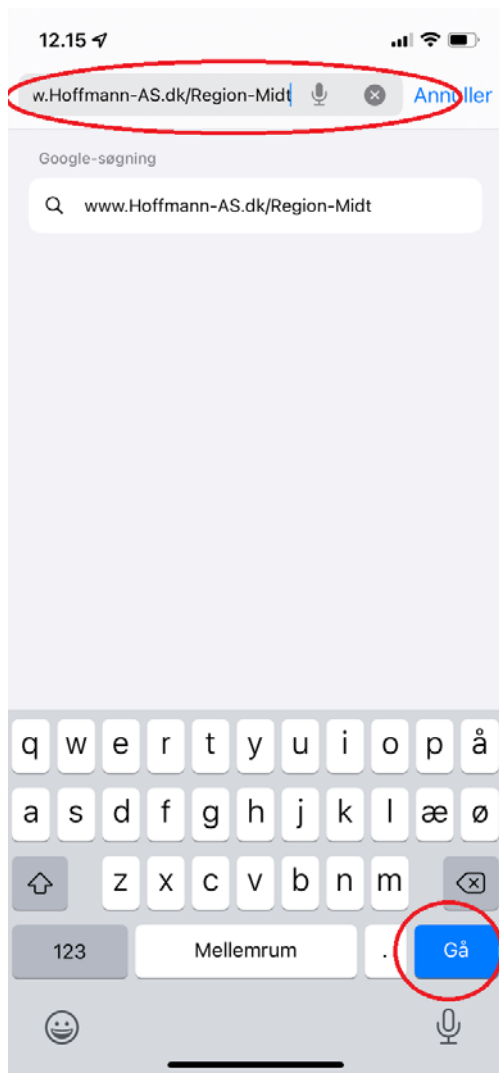 12.15
w.Hoffmann-AS.dk/Region-Midt Annuller
Google-søgning
www.Hoffmann-AS.dk/Region-Midt
q w e r t y u i o p å
a s d f g h j k l æ ø
z x c v b n m
123 Mellemrum . Gå